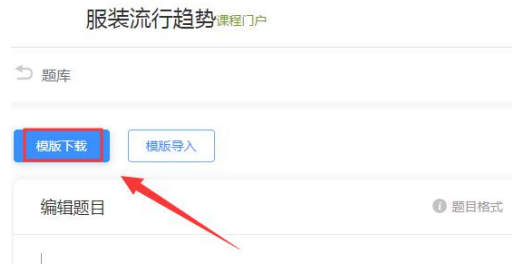 服装流行趋势课程门户
题库
模版下载 模版导入
编辑题目 题目格式